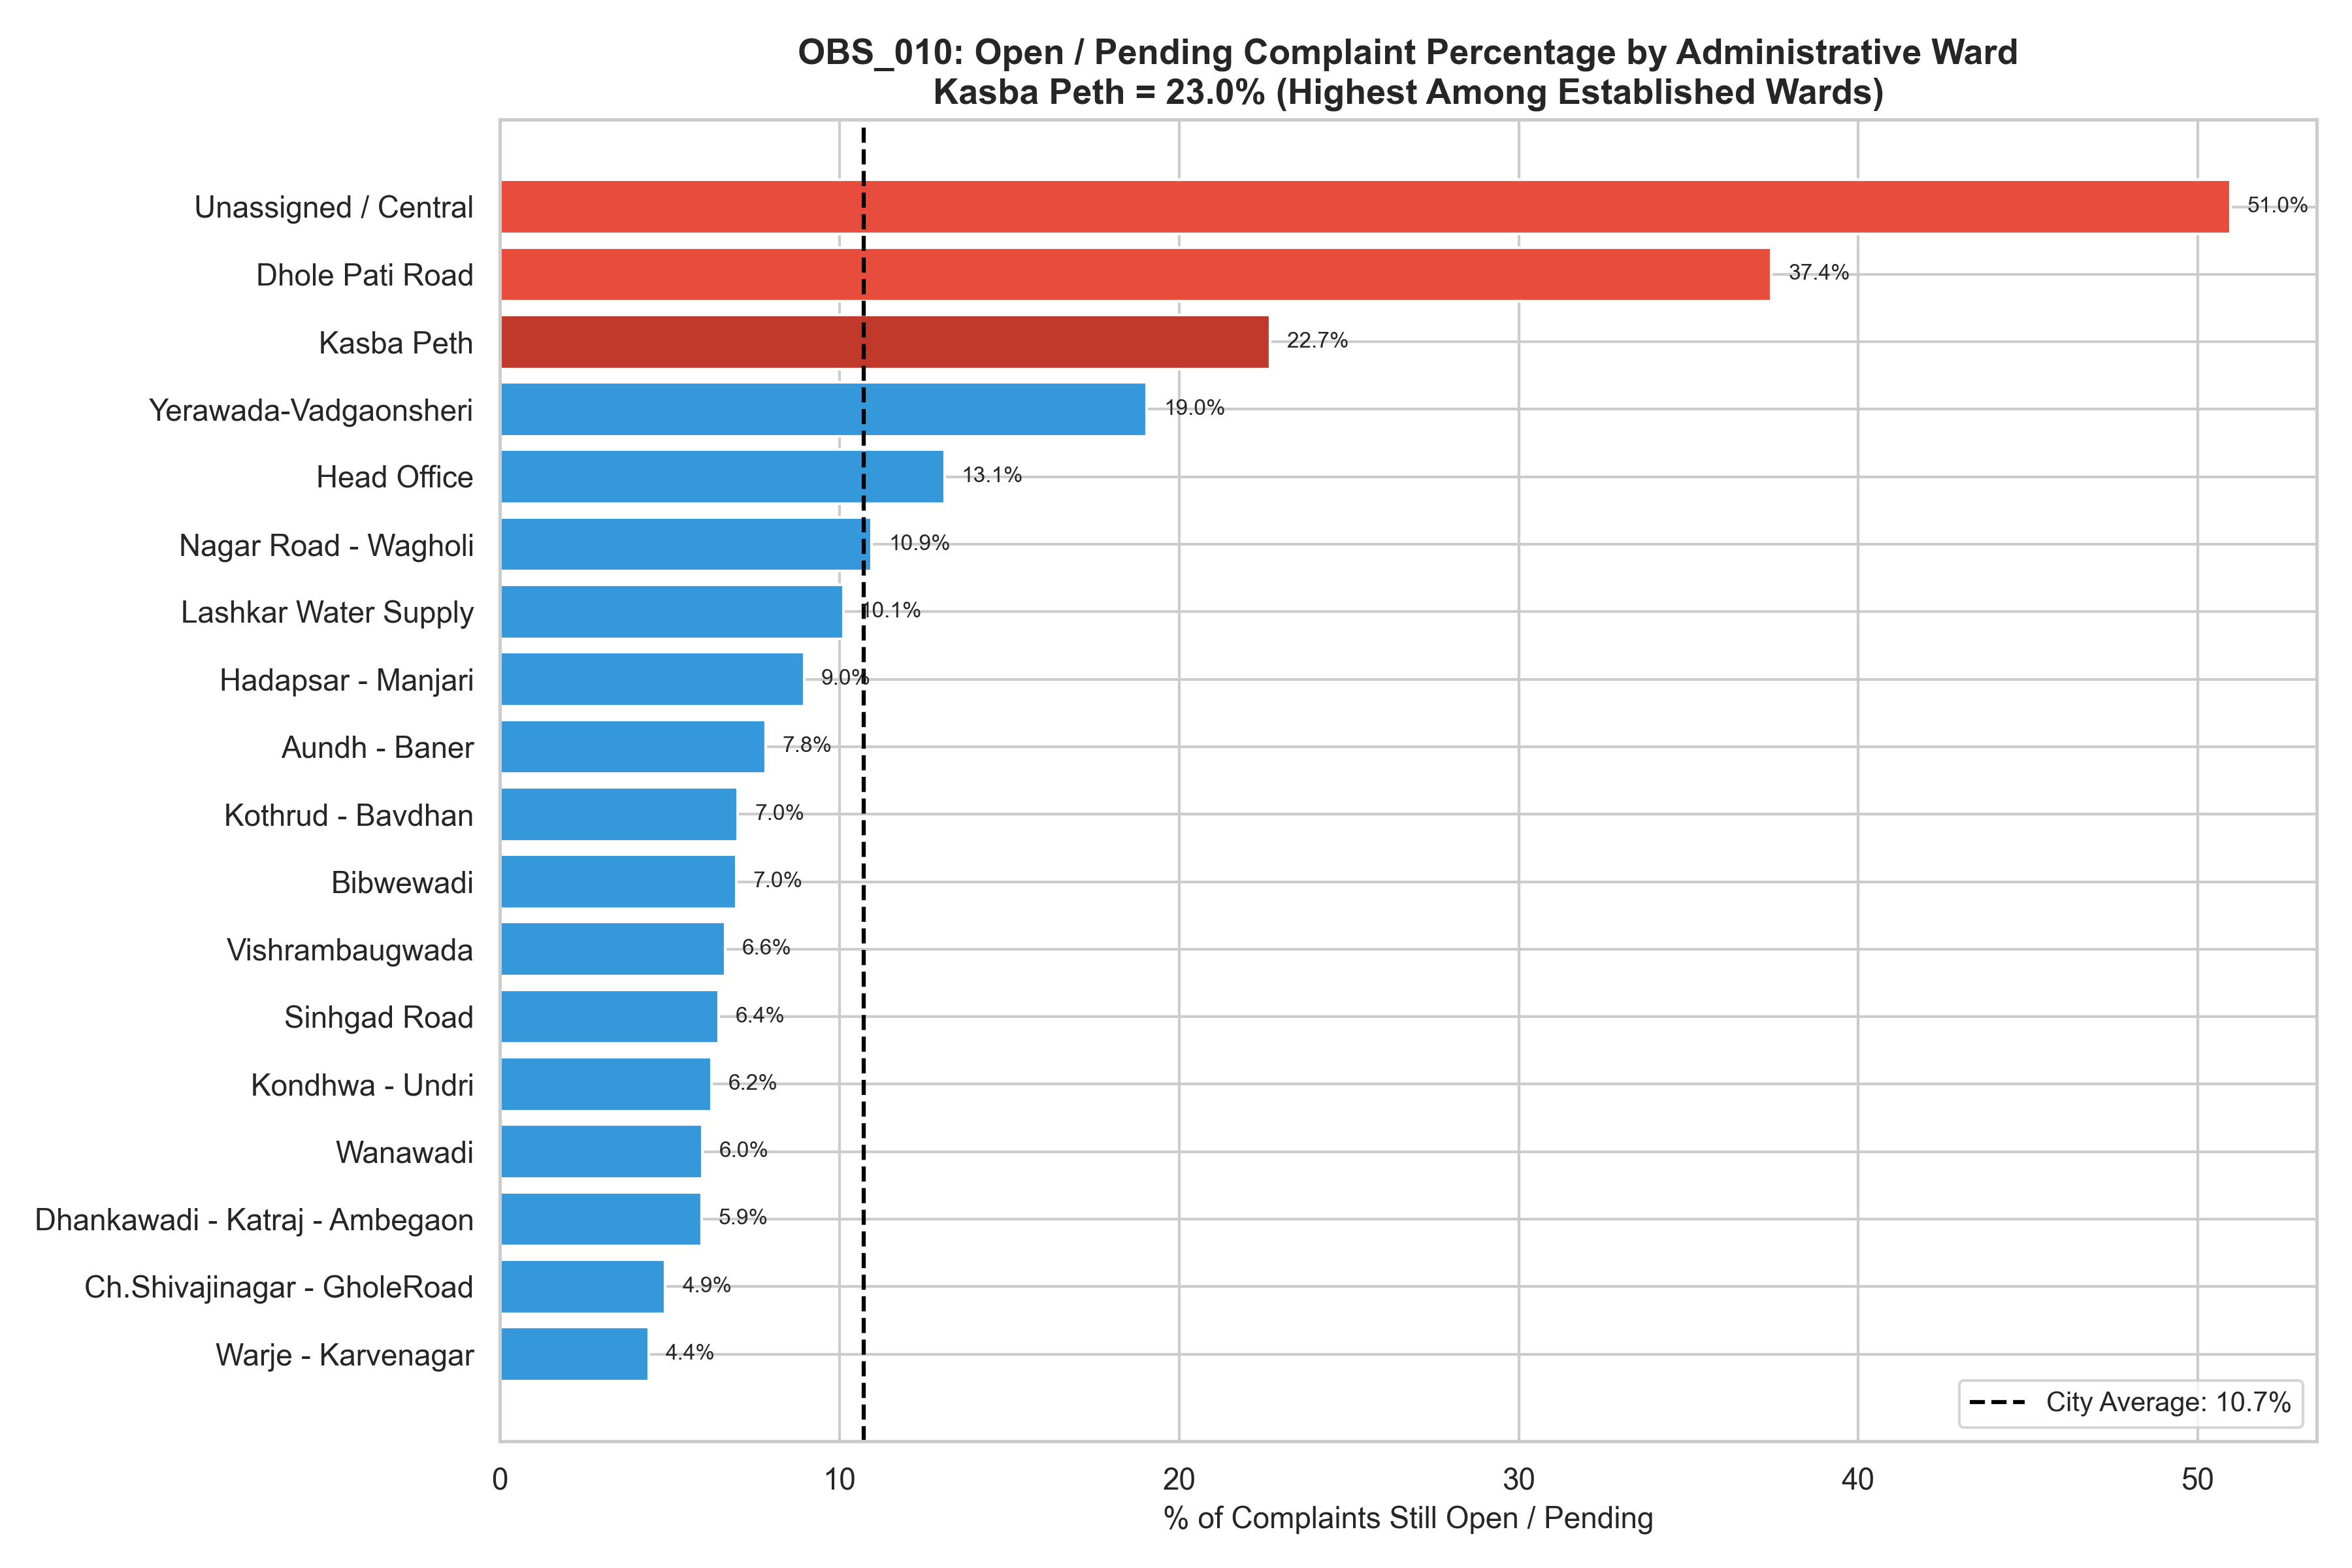 OBS_010: Open / Pending Complaint Percentage by Administrative Ward
Kasba Peth = 23.0% (Highest Among Established Wards)
Unassigned / Central 51.0%
Dhole Pati Road 37.4%
Kasba Peth 22.7%
Yerawada-Vadgaonsheri 19.0%
Head Office 13.1%
Nagar Road - Wagholi 10.9%
Lashkar Water Supply 10.1%
Hadapsar - Manjari 9.0%
Aundh - Baner 7.8%
Kothrud - Bavdhan 7.0%
Bibwewadi 7.0%
Vishrambaugwada 6.6%
Sinhgad Road 6.4%
Kondhwa - Undri 6.2%
Wanawadi 6.0%
Dhankawadi - Katraj - Ambegaon 5.9%
Ch.Shivajinagar - GholeRoad 4.9%
Warje - Karvenagar 4.4%
City Average: 10.7%
0 10 20 30 40 50
% of Complaints Still Open / Pending